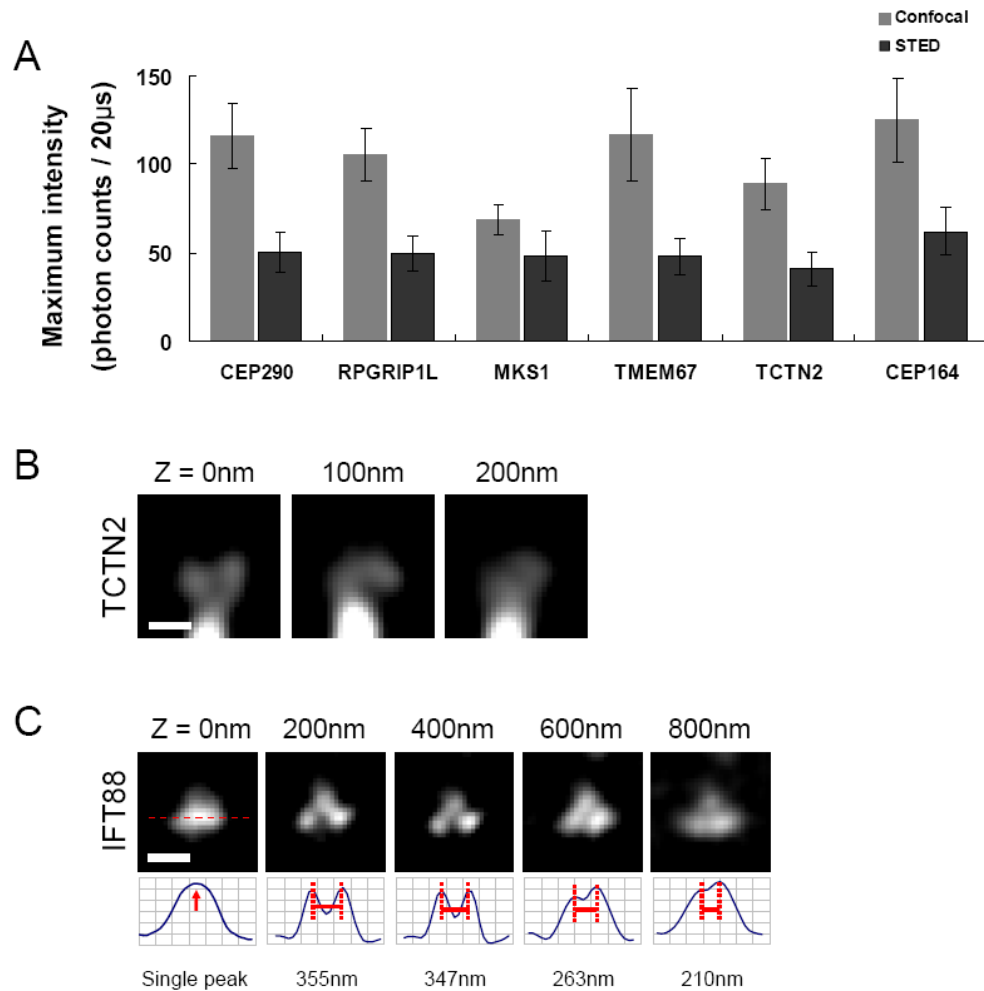 Confocal
STED
A
Maximum intensity
(photon counts / 20µs)
150
100
50
0
CEP290 RPGRIP1L MKS1 TMEM67 TCTN2 CEP164
B
Z = 0nm 100nm 200nm
TCTN2
C
Z = 0nm 200nm 400nm 600nm 800nm
IFT88
Single peak 355nm 347nm 263nm 210nm